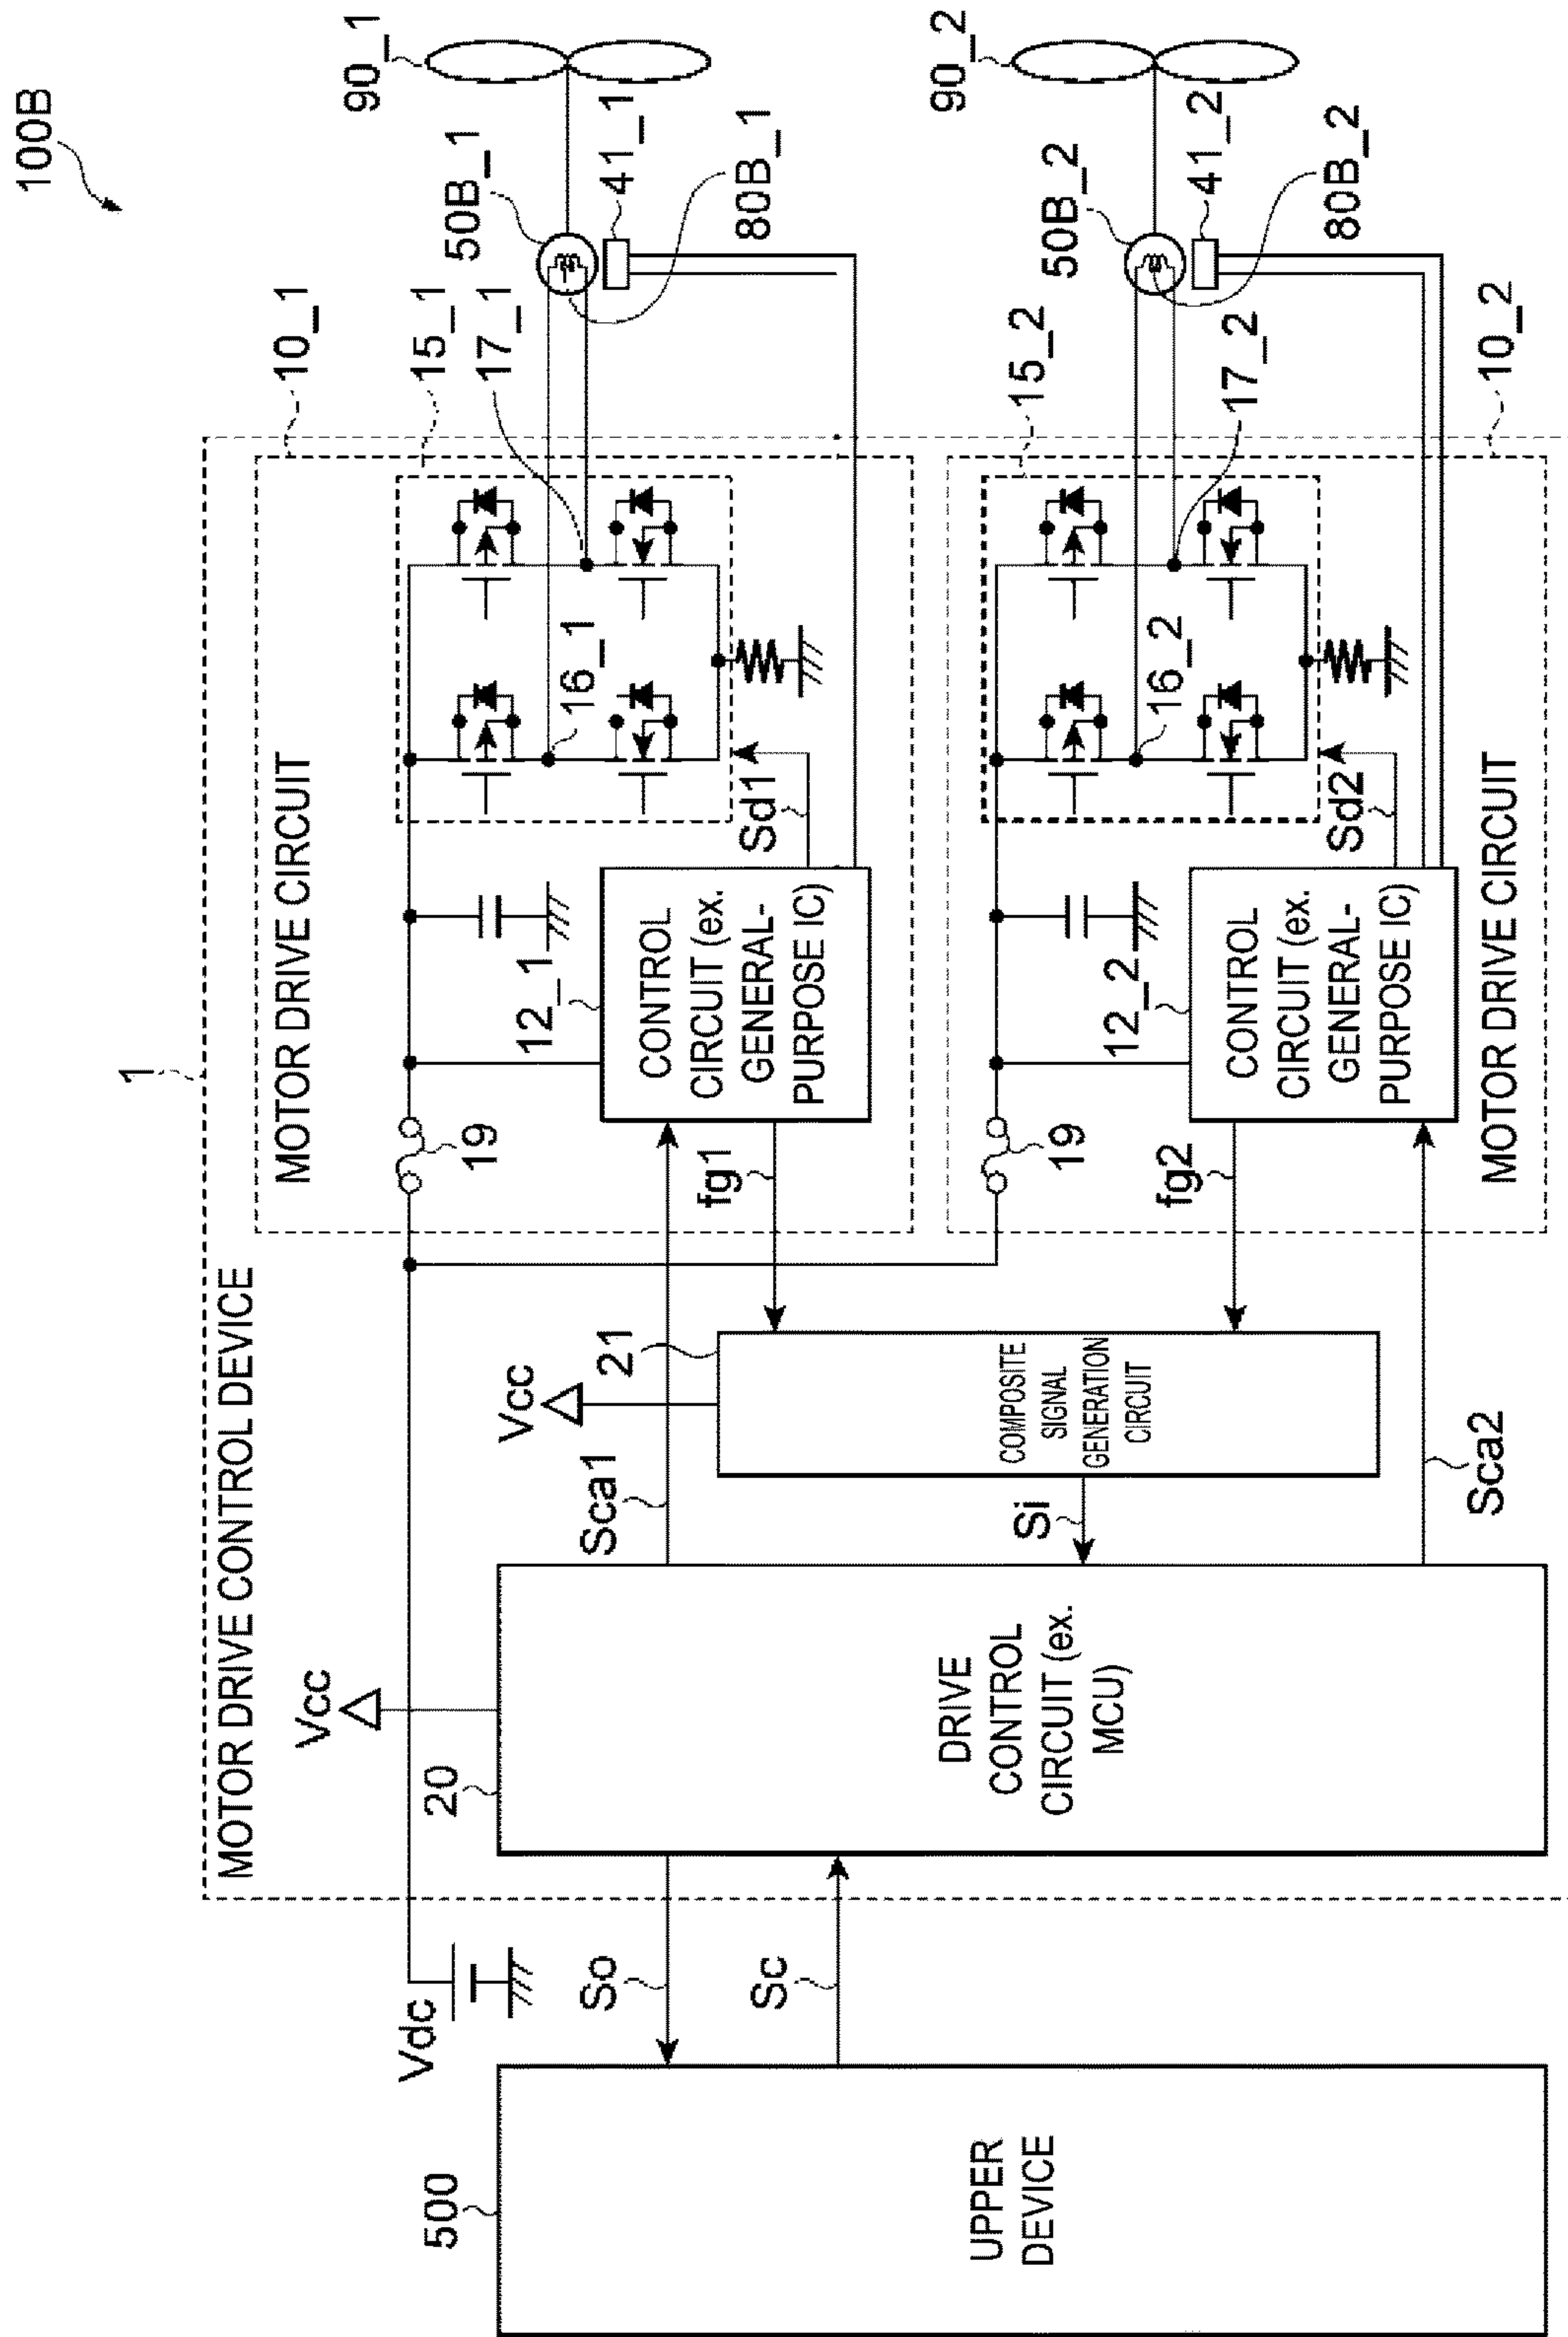 100B
1
MOTOR DRIVE CONTROL DEVICE
MOTOR DRIVE CIRCUIT
10_1
15_1
17_1
16_1
50B_1
41_1
80B_1
90_1
19
12_1
CONTROL
CIRCUIT (ex.
GENERAL-
PURPOSE IC)
Sd1
fg1
Vcc
20
DRIVE
CONTROL
CIRCUIT (ex.
MCU)
Sca1
Vcc
21
COMPOSITE
SIGNAL
GENERATION
CIRCUIT
Si
Sca2
Vdc
So
Sc
500
UPPER
DEVICE
19
12_2
CONTROL
CIRCUIT (ex.
GENERAL-
PURPOSE IC)
Sd2
fg2
MOTOR DRIVE CIRCUIT
15_2
16_2
17_2
10_2
50B_2
41_2
80B_2
90_2